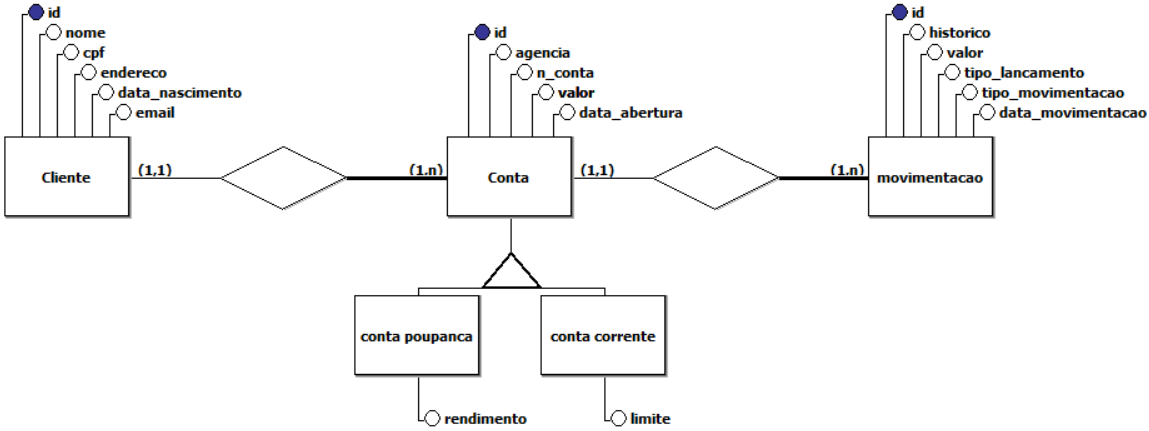 id
nome
cpf
endereco
data_nascimento
email
Cliente
(1,1)
(1.n)
id
agencia
n_conta
valor
data_abertura
Conta
(1,1)
(1.n)
id
historico
valor
tipo_lancamento
tipo_movimentacao
data_movimentacao
movimentacao
conta poupanca
conta corrente
rendimento
limite